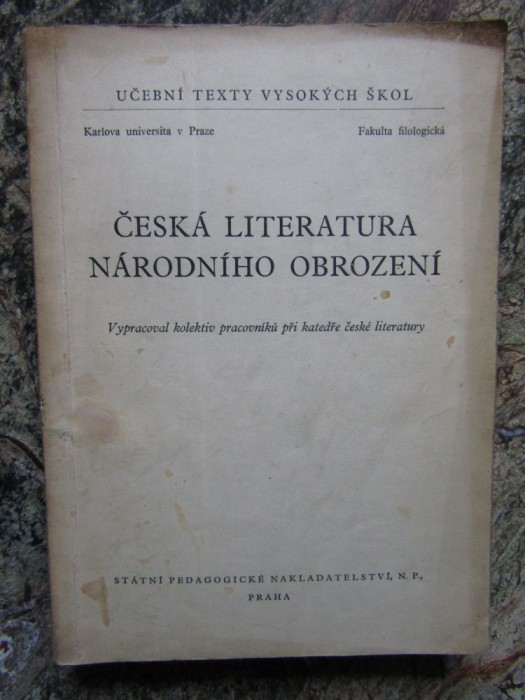 UČEBNÍ TEXTY VYSOKÝCH ŠKOL
Karlova universita v Praze Fakulta filologická
ČESKÁ LITERATURA
NÁRODNÍHO OBROZENÍ
Vypracoval kolektiv pracovníků při katedře české literatury
STÁTNÍ PEDAGOGICKÉ NAKLADATELSTVÍ, N. P.,
PRAHA